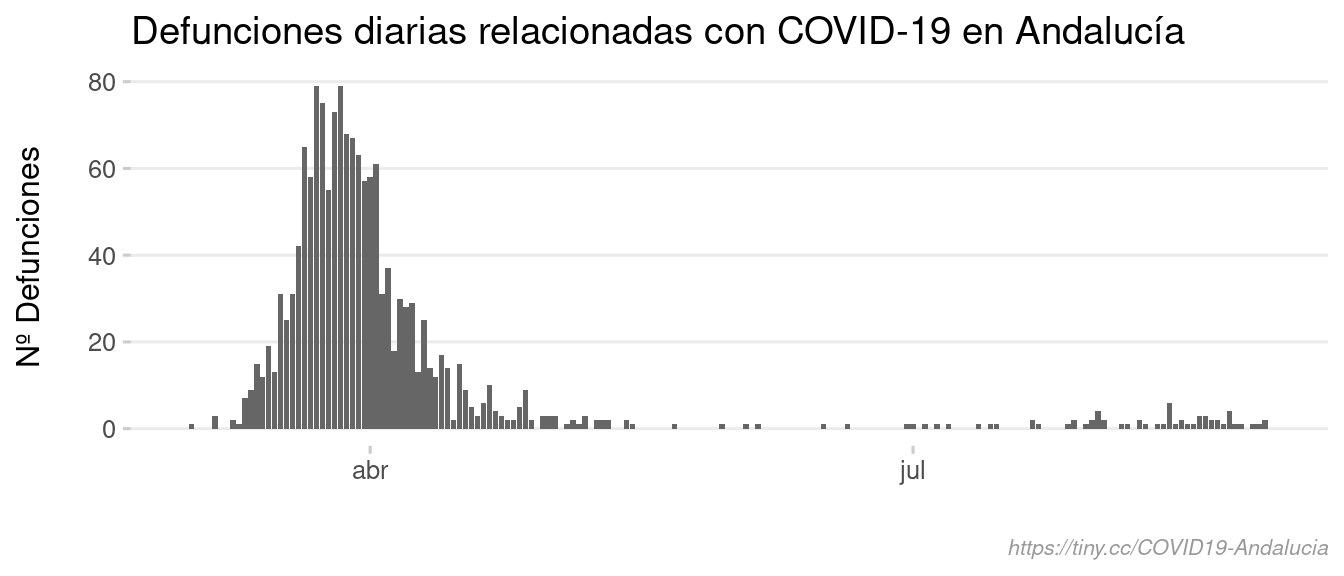 Defunciones diarias relacionadas con COVID-19 en Andalucía
Nº Defunciones
80
60
40
20
0
abr
jul
https://tiny.cc/COVID19-Andalucia